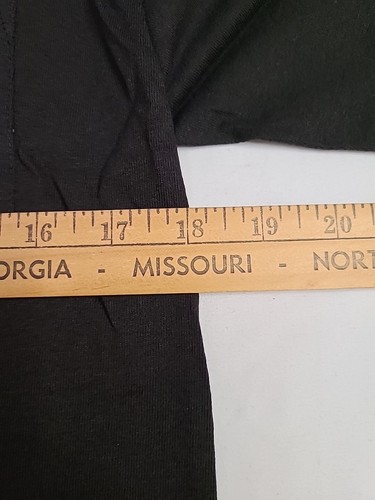 16 17 18 19 20
ORGIA - MISSOURI - NORT